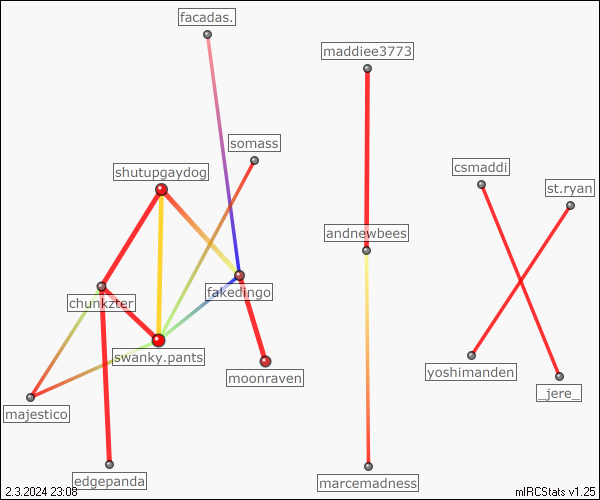 facadas.
maddiee3773
somass
csmaddi
shutupgaydog
st.ryan
andnewbees
fakedingo
chunkzter
swanky.pants
yoshimanden
moonraven
_jere_
majestico
edgepanda
marcemadness
2.3.2024 23:08
mIRCStats v1.25